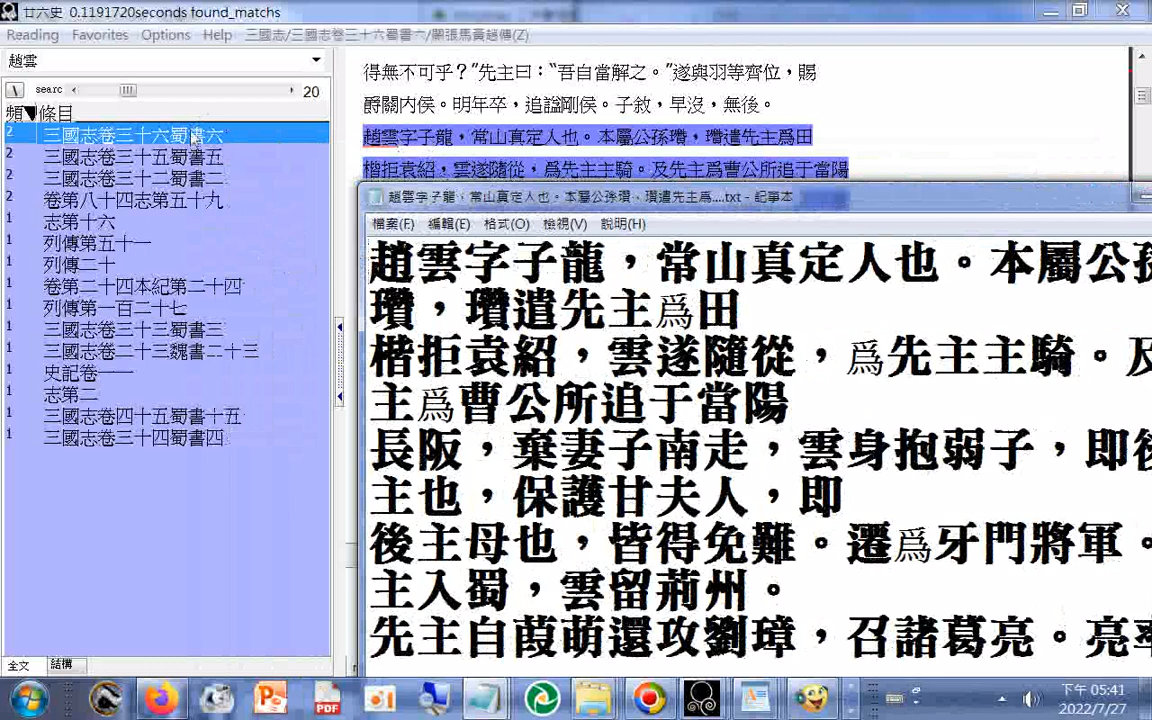 廿六史 0.1191720seconds found_matchs
Reading Favorates Options Help 三國志/三國志卷三十六蜀書六/關張馬黃趙傳(Z)
趙雲
searc
20
頻 條目
2 三國志卷三十六蜀書六
2 三國志卷三十五蜀書五
2 三國志卷三十二蜀書二
2 卷第八十四志第五十九
1 志第十六
1 列傳第五十一
1 列傳二十
1 卷第二十四本紀第二十四
1 列傳第一百二十七
1 三國志卷三十三蜀書三
1 三國志卷二十三魏書二十三
1 史記卷一一
1 志第二
1 三國志卷四十五蜀書十五
1 三國志卷三十四蜀書四
全文 結構
得無不可乎?”先主曰:“吾自當解之。”遂與羽等齊位,賜
爵關內侯。明年卒,追謚剛侯。子敘,早沒,無後。
趙雲字子龍,常山真定人也。本屬公孫瓚,瓚遣先主爲田
楷拒袁紹,雲遂隨從,爲先主主騎。及先主爲曹公所追于當陽
趙雲字子龍,常山真定人也。本屬公孫瓚,瓚遣先主爲....txt - 記事本
檔案(F) 編輯(E) 格式(O) 檢視(V) 說明(H)
趙雲字子龍,常山真定人也。本屬公孫
瓚,瓚遣先主爲田
楷拒袁紹,雲遂隨從,爲先主主騎。及
主爲曹公所追于當陽
長阪,棄妻子南走,雲身抱弱子,即後
主也,保護甘夫人,即
後主母也,皆得免難。遷爲牙門將軍。
主入蜀,雲留荊州。
先主自葭萌還攻劉璋,召諸葛亮。亮率
PDF
下午 05:41
2022/7/27